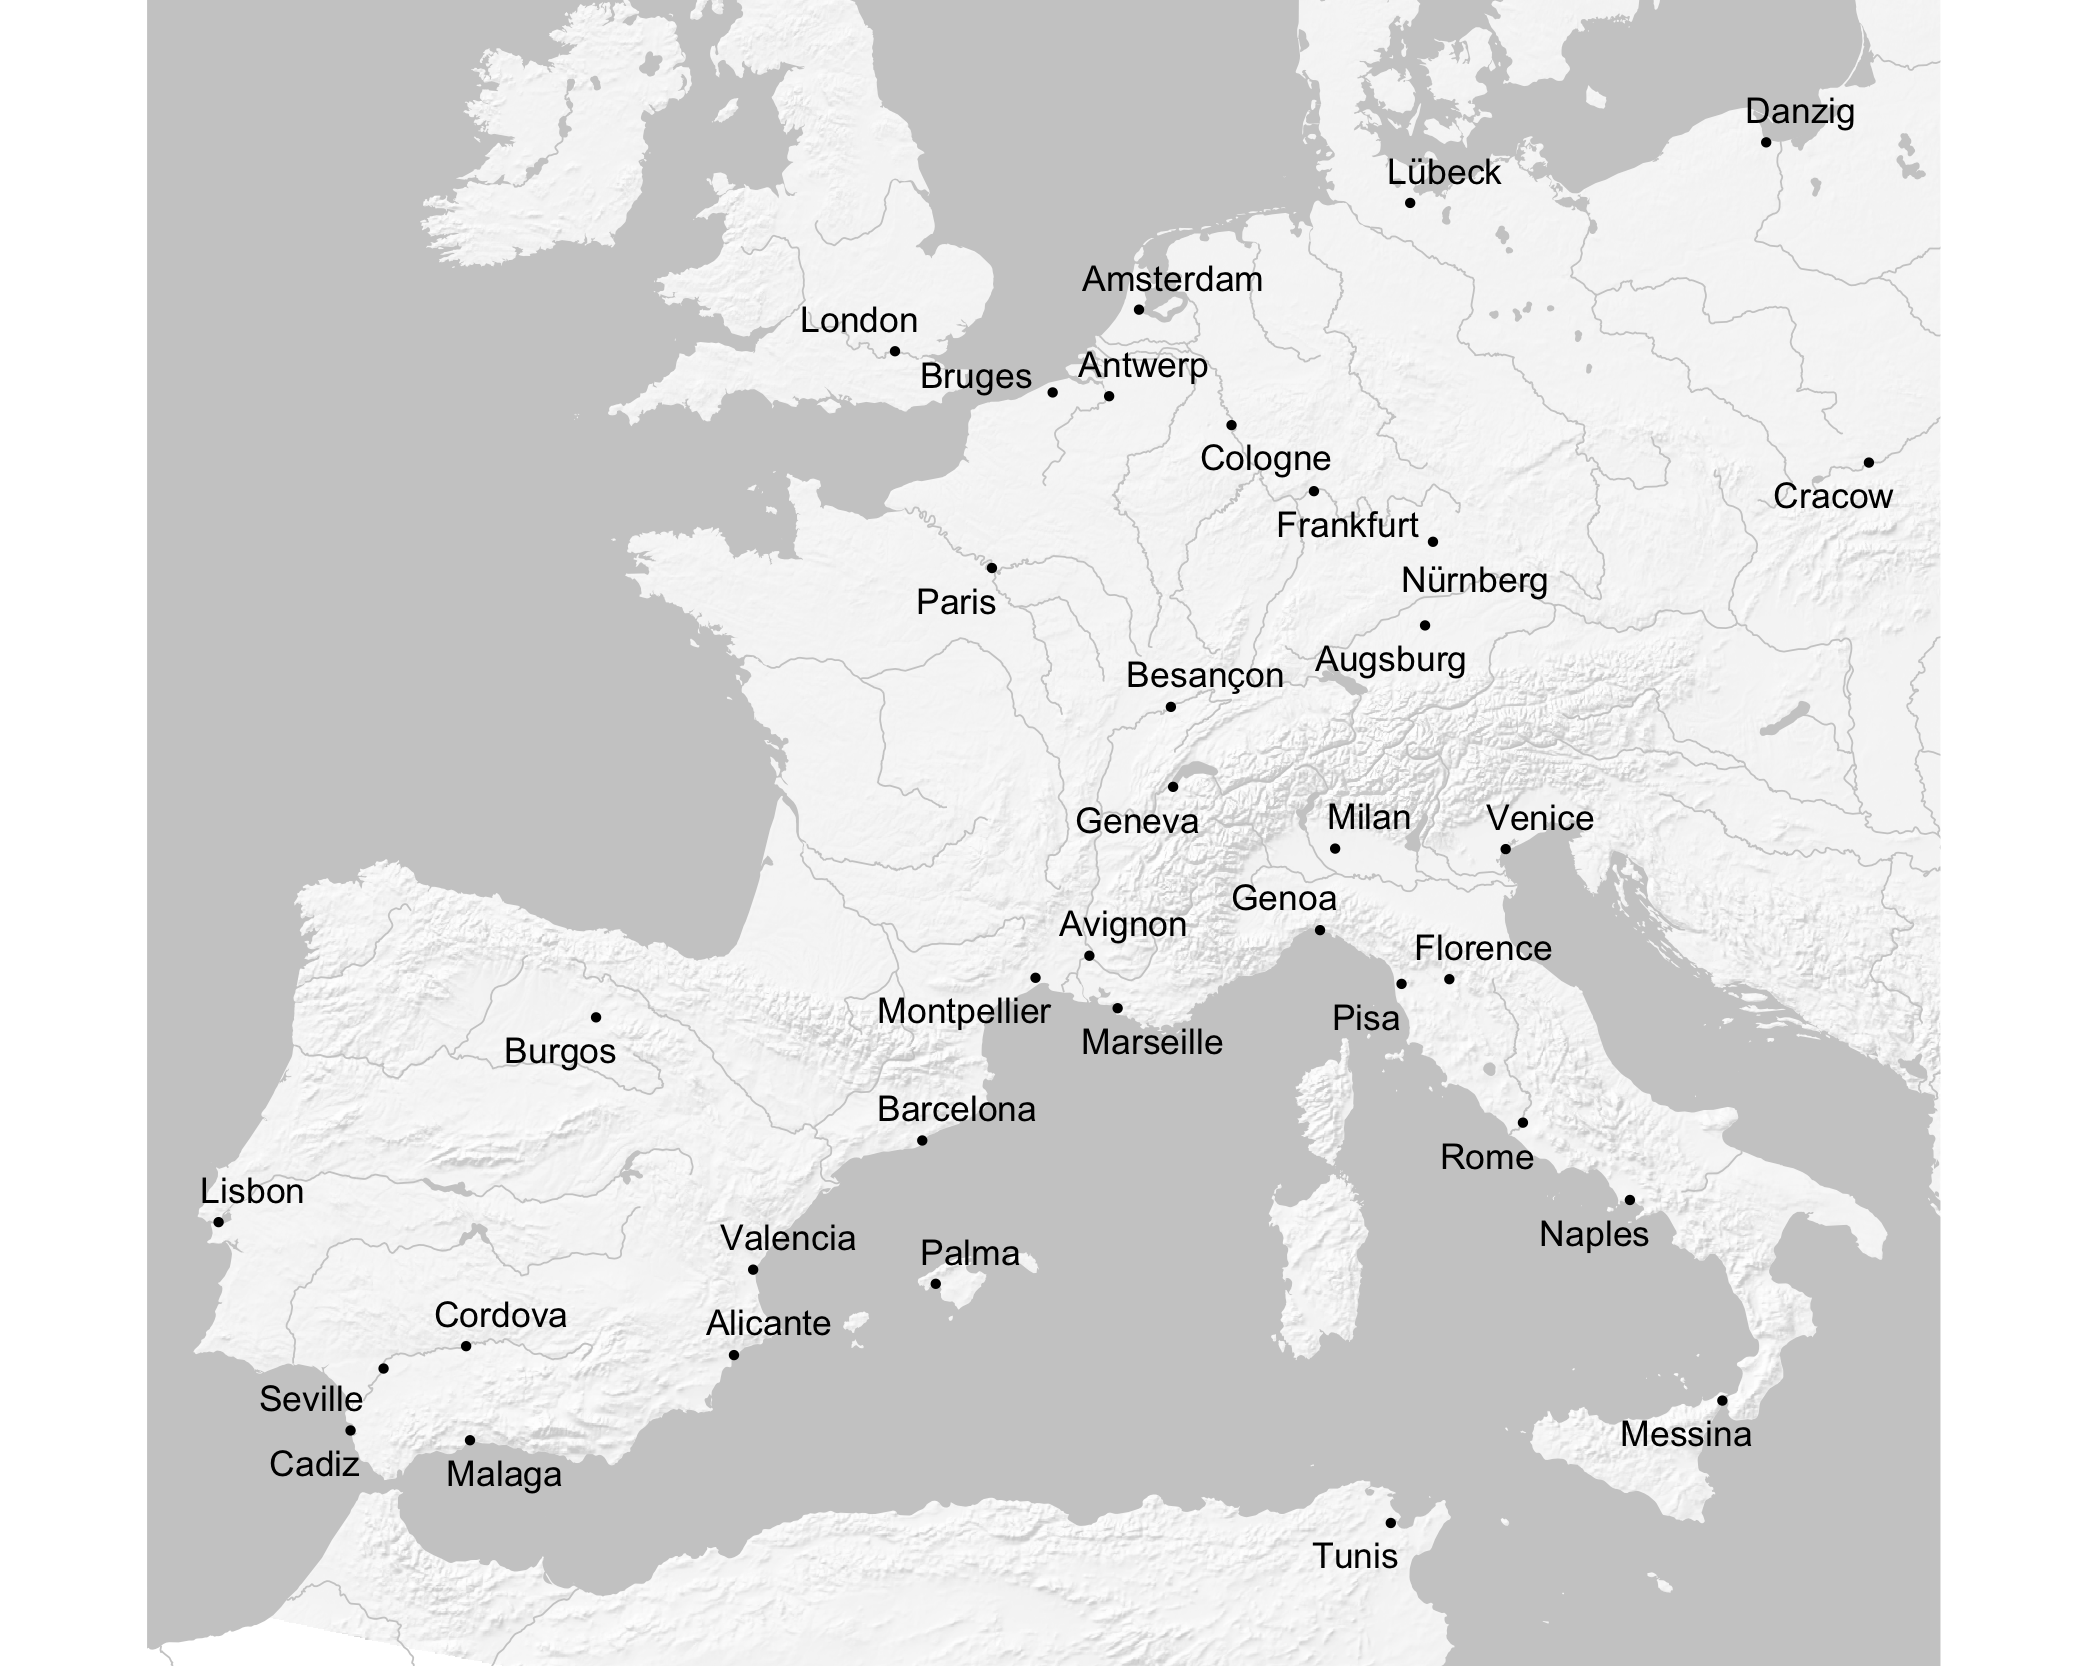 Danzig
Lübeck
Amsterdam
London
Antwerp
Bruges
Cologne
Cracow
Frankfurt
Nürnberg
Paris
Augsburg
Besançon
Geneva
Milan
Venice
Genoa
Avignon
Florence
Montpellier
Pisa
Marseille
Burgos
Barcelona
Rome
Lisbon
Naples
Valencia
Palma
Cordova
Alicante
Seville
Messina
Cadiz
Malaga
Tunis